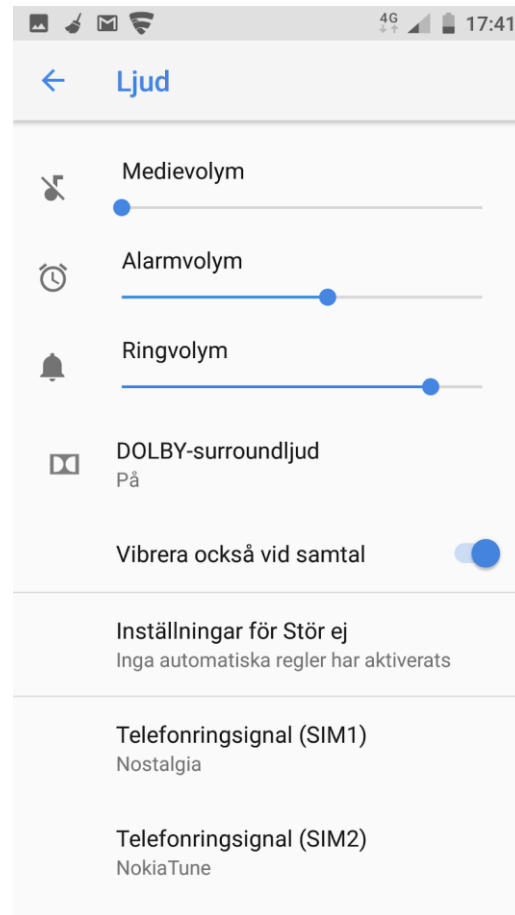 4G 17:41
Ljud
Medievolym
Alarmvolym
Ringvolym
DOLBY-surroundljud
På
Vibrera också vid samtal
Inställningar för Stör ej
Inga automatiska regler har aktiverats
Telefonringsignal (SIM1)
Nostalgia
Telefonringsignal (SIM2)
NokiaTune